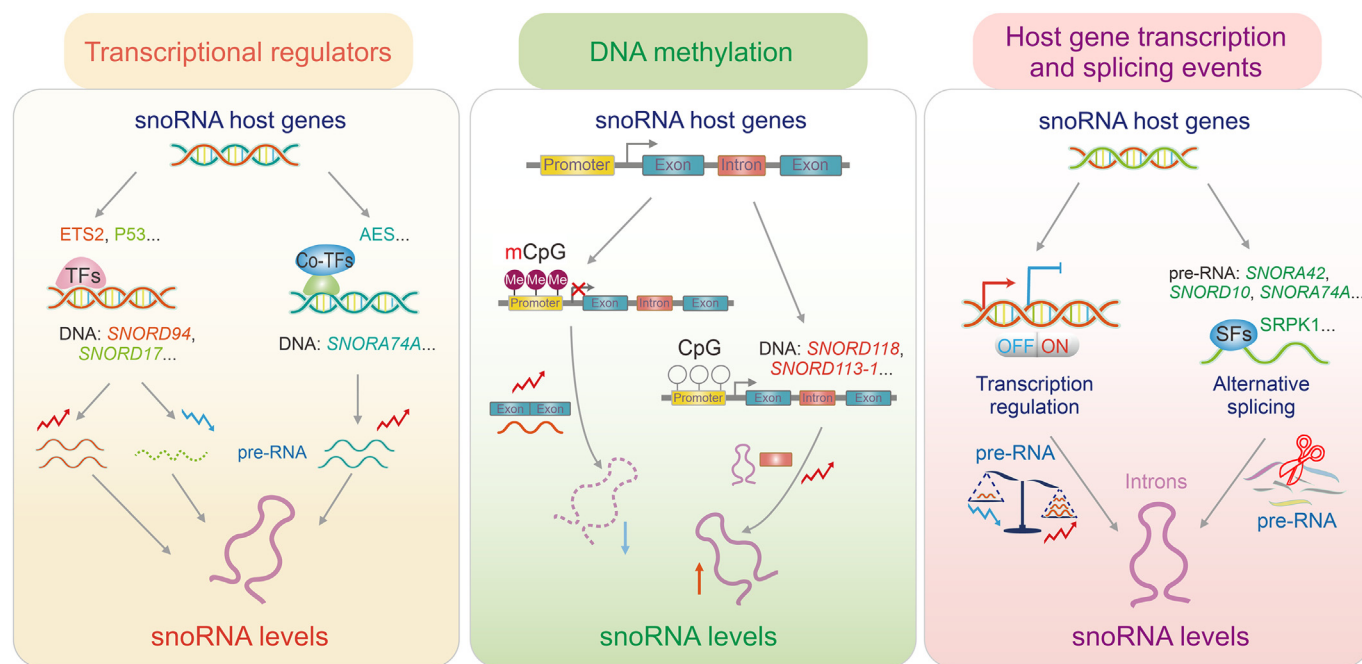 Transcriptional regulators
snoRNA host genes
ETS2, P53...
AES...
TFs
Co-TFs
DNA: SNORD94,
SNORD17...
DNA: SNORA74A...
pre-RNA
snoRNA levels
DNA methylation
snoRNA host genes
Promoter Exon Intron Exon
mCpG
Me Me Me
Promoter Exon Intron Exon
CpG
DNA: SNORD118,
SNORD113-1...
Promoter Exon Intron Exon
Exon Exon
snoRNA levels
Host gene transcription
and splicing events
snoRNA host genes
pre-RNA: SNORA42,
SNORD10, SNORA74A...
SFs
SRPK1...
OFF ON
Transcription
regulation
Alternative
splicing
pre-RNA
Introns
pre-RNA
snoRNA levels